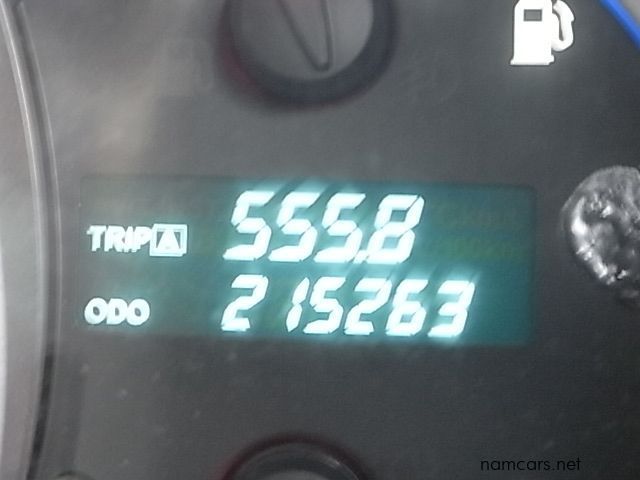 TRIP A 555.8
ODO 215263
namcars.net